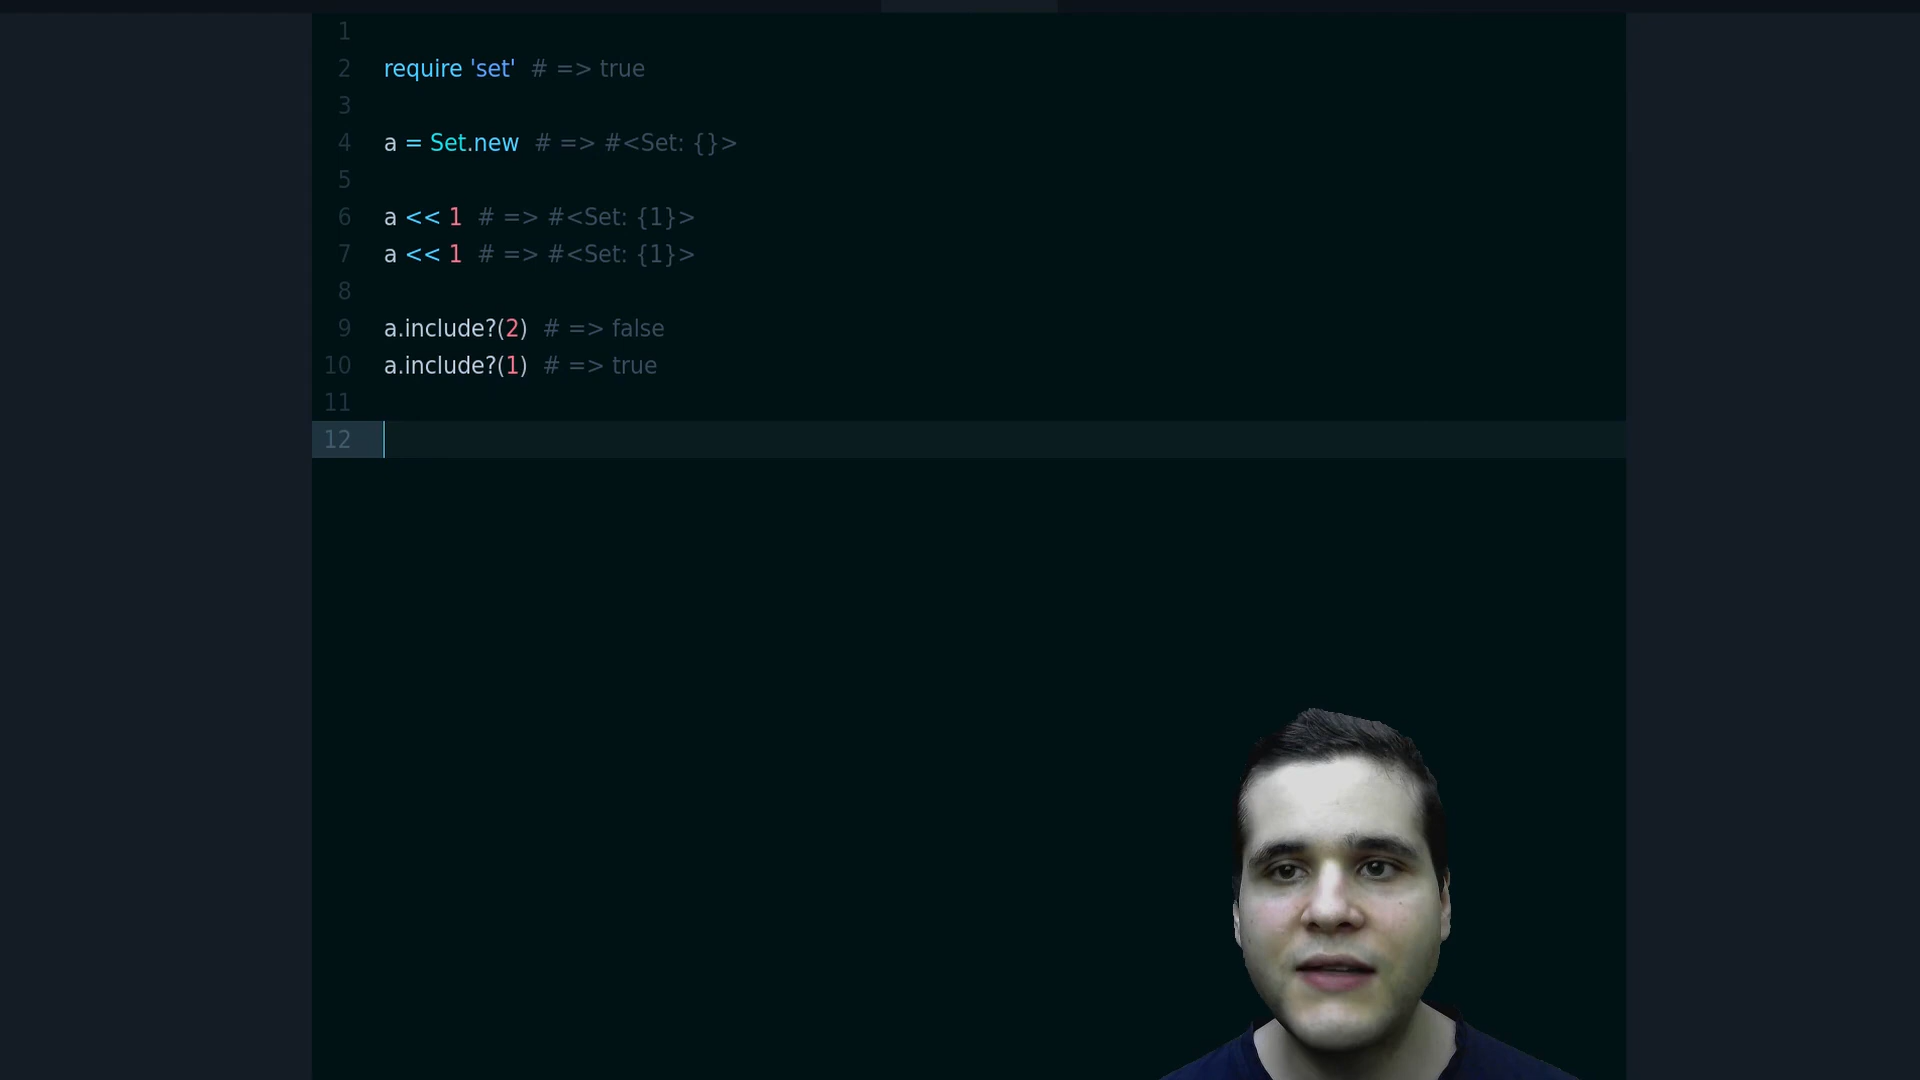 1
2 require 'set' # => true
3
4 a = Set.new # => #<Set: {}>
5
6 a << 1 # => #<Set: {1}>
7 a << 1 # => #<Set: {1}>
8
9 a.include?(2) # => false
10 a.include?(1) # => true
11
12